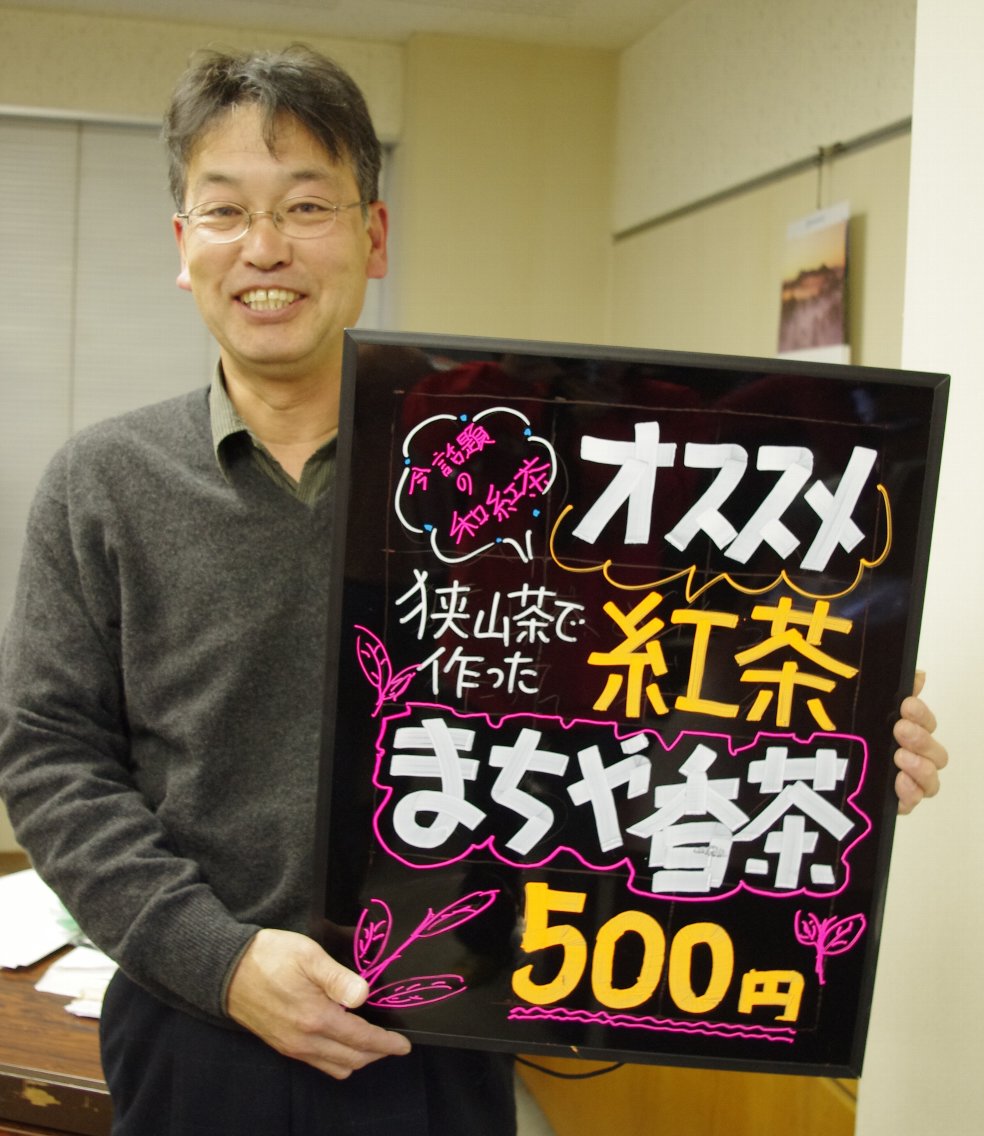 今話題
の
和紅茶
オススメ
狭山茶で
作った
紅茶
まちや香茶
500円